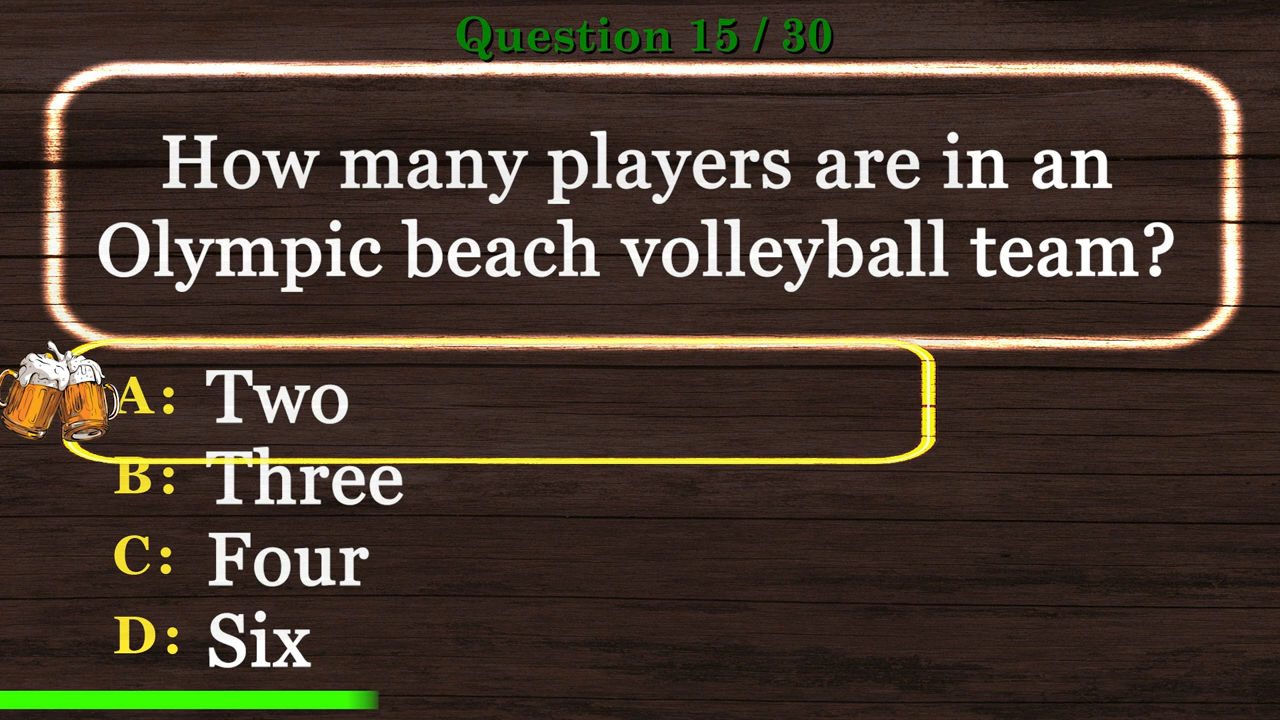 Question 15 / 30
How many players are in an
Olympic beach volleyball team?
A: Two
B: Three
C: Four
D: Six